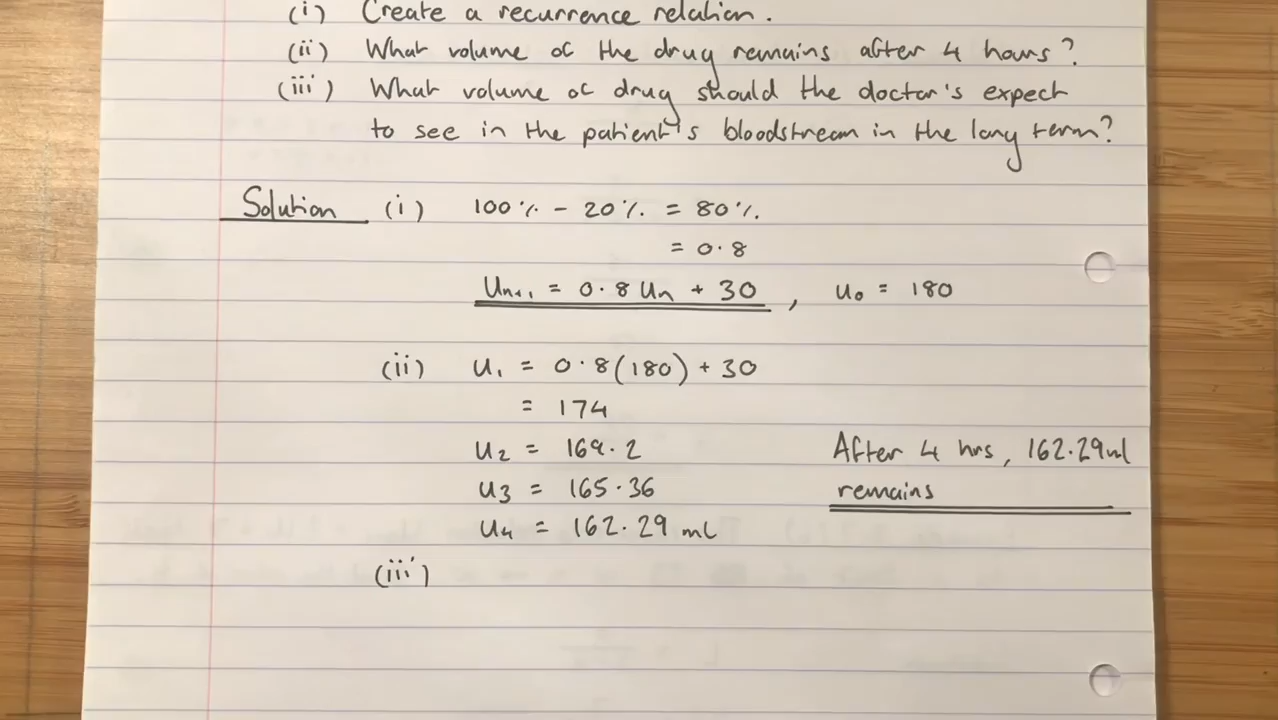 (i) Create a recurrence relation.
(ii) What volume of the drug remains after 4 hours?
(iii) What volume of drug should the doctor's expect
to see in the patient's bloodstream in the long term?
Solution (i) 100% - 20% = 80%.
= 0.8
Un+1 = 0.8 Un + 30 , u0 = 180
(ii) u1 = 0.8(180) + 30
= 174
u2 = 169.2
u3 = 165.36
u4 = 162.29 ml
After 4 hrs, 162.29ml
remains
(iii)